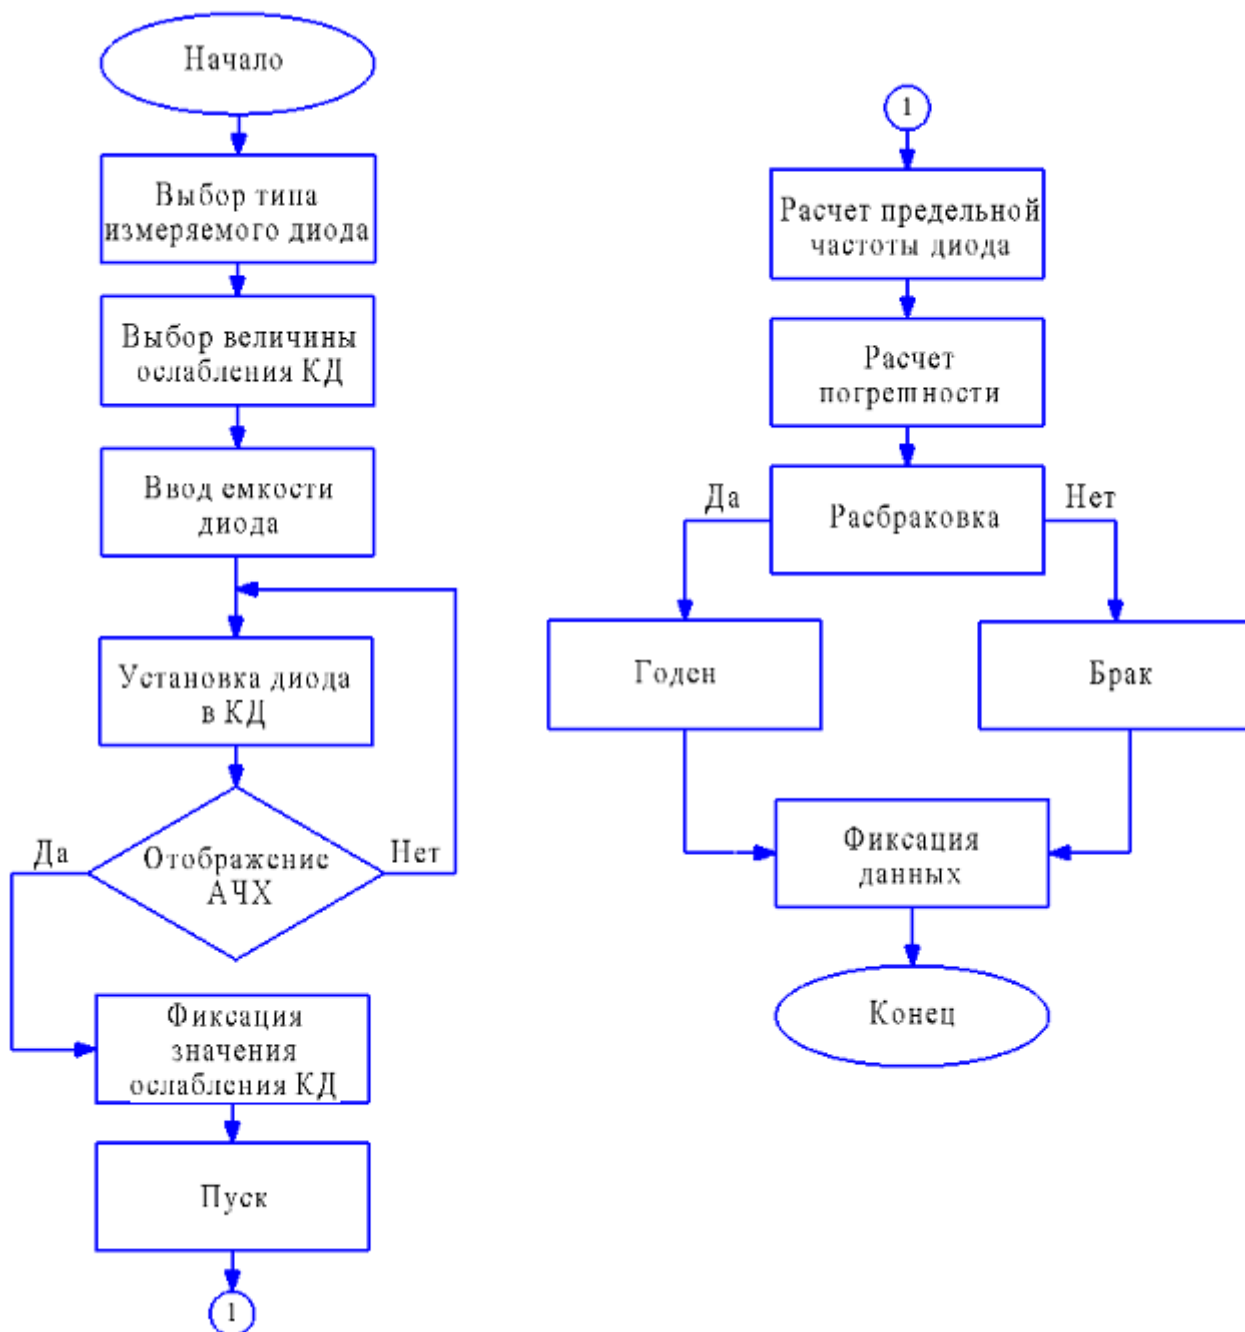 Начало
Выбор типа
измеряемого диода
Выбор величины
ослабления КД
Ввод емкости
диода
Установка диода
в КД
Да
Отображение
АЧХ
Нет
Фиксация
значения
ослабления КД
Пуск
1
1
Расчет предельной
частоты диода
Расчет
погрешности
Да
Расбраковка
Нет
Годен
Брак
Фиксация
данных
Конец